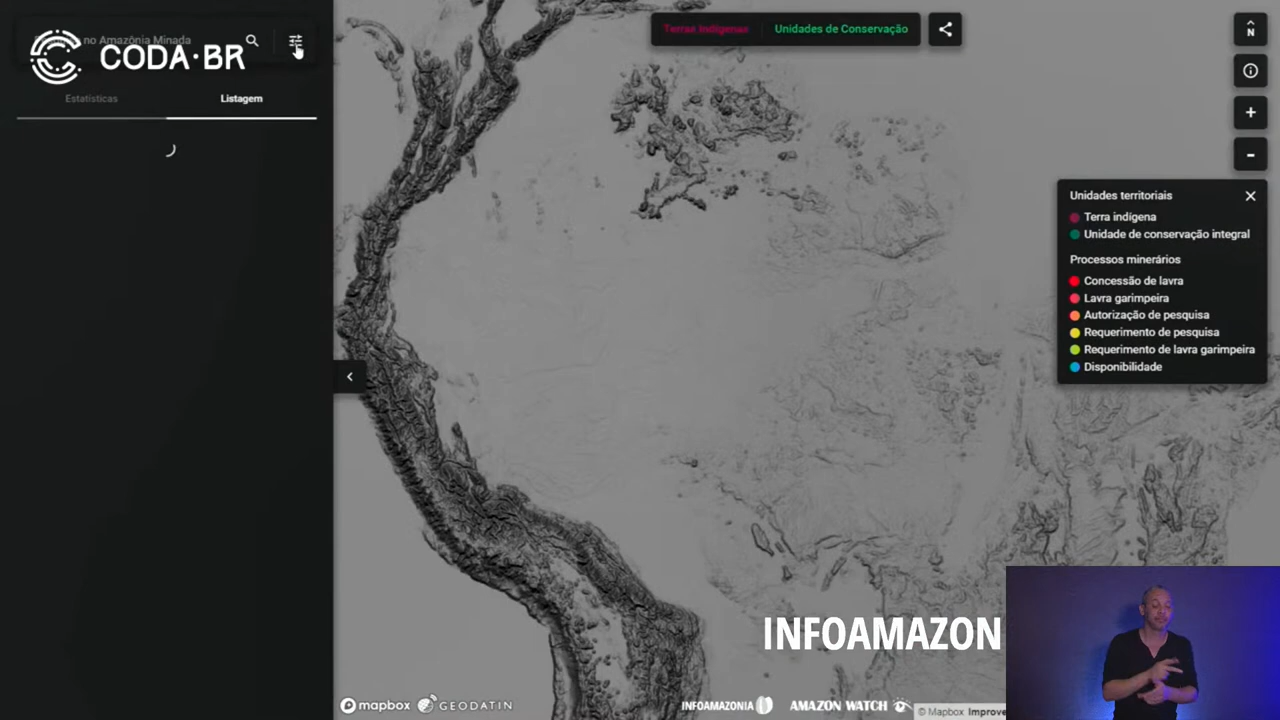 no Amazônia Minada
CODA·BR
Estatísticas
Listagem
Terras Indígenas
Unidades de Conservação
N
+
-
Unidades territoriais
Terra indígena
Unidade de conservação integral
Processos minerários
Concessão de lavra
Lavra garimpeira
Autorização de pesquisa
Requerimento de pesquisa
Requerimento de lavra garimpeira
Disponibilidade
INFOAMAZON
mapbox
GEODATIN
INFOAMAZONIA
AMAZON WATCH
© Mapbox Improve